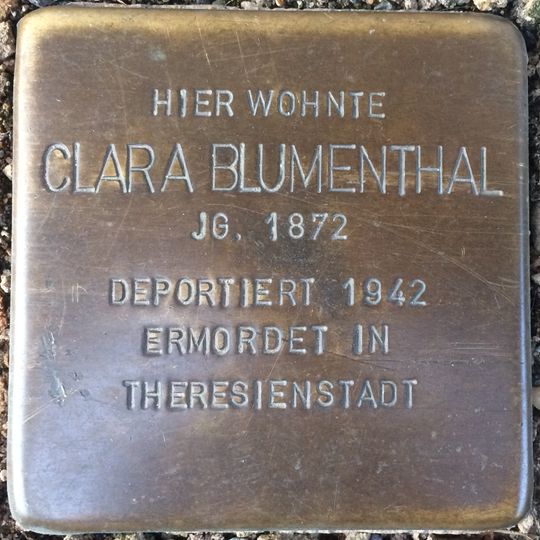 HIER WOHNTE
CLARA BLUMENTHAL
JG. 1872
DEPORTIERT 1942
ERMORDET IN
THERESIENSTADT